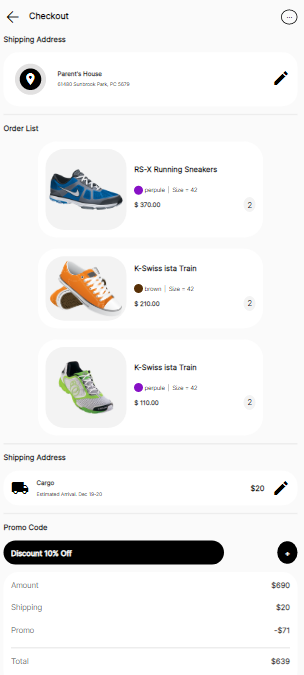 Checkout
Shipping Address
Parent's House
61480 Sunbrook Park, PC 5679
Order List
RS-X Running Sneakers
perpule | Size = 42
$ 370.00
2
K-Swiss ista Train
brown | Size = 42
$ 210.00
2
K-Swiss ista Train
perpule | Size = 42
$ 110.00
2
Shipping Address
Cargo
Estimated Arrival, Dec 19-20
$20
Promo Code
Discount 10% Off
+
Amount $690
Shipping $20
Promo -$71
Total $639